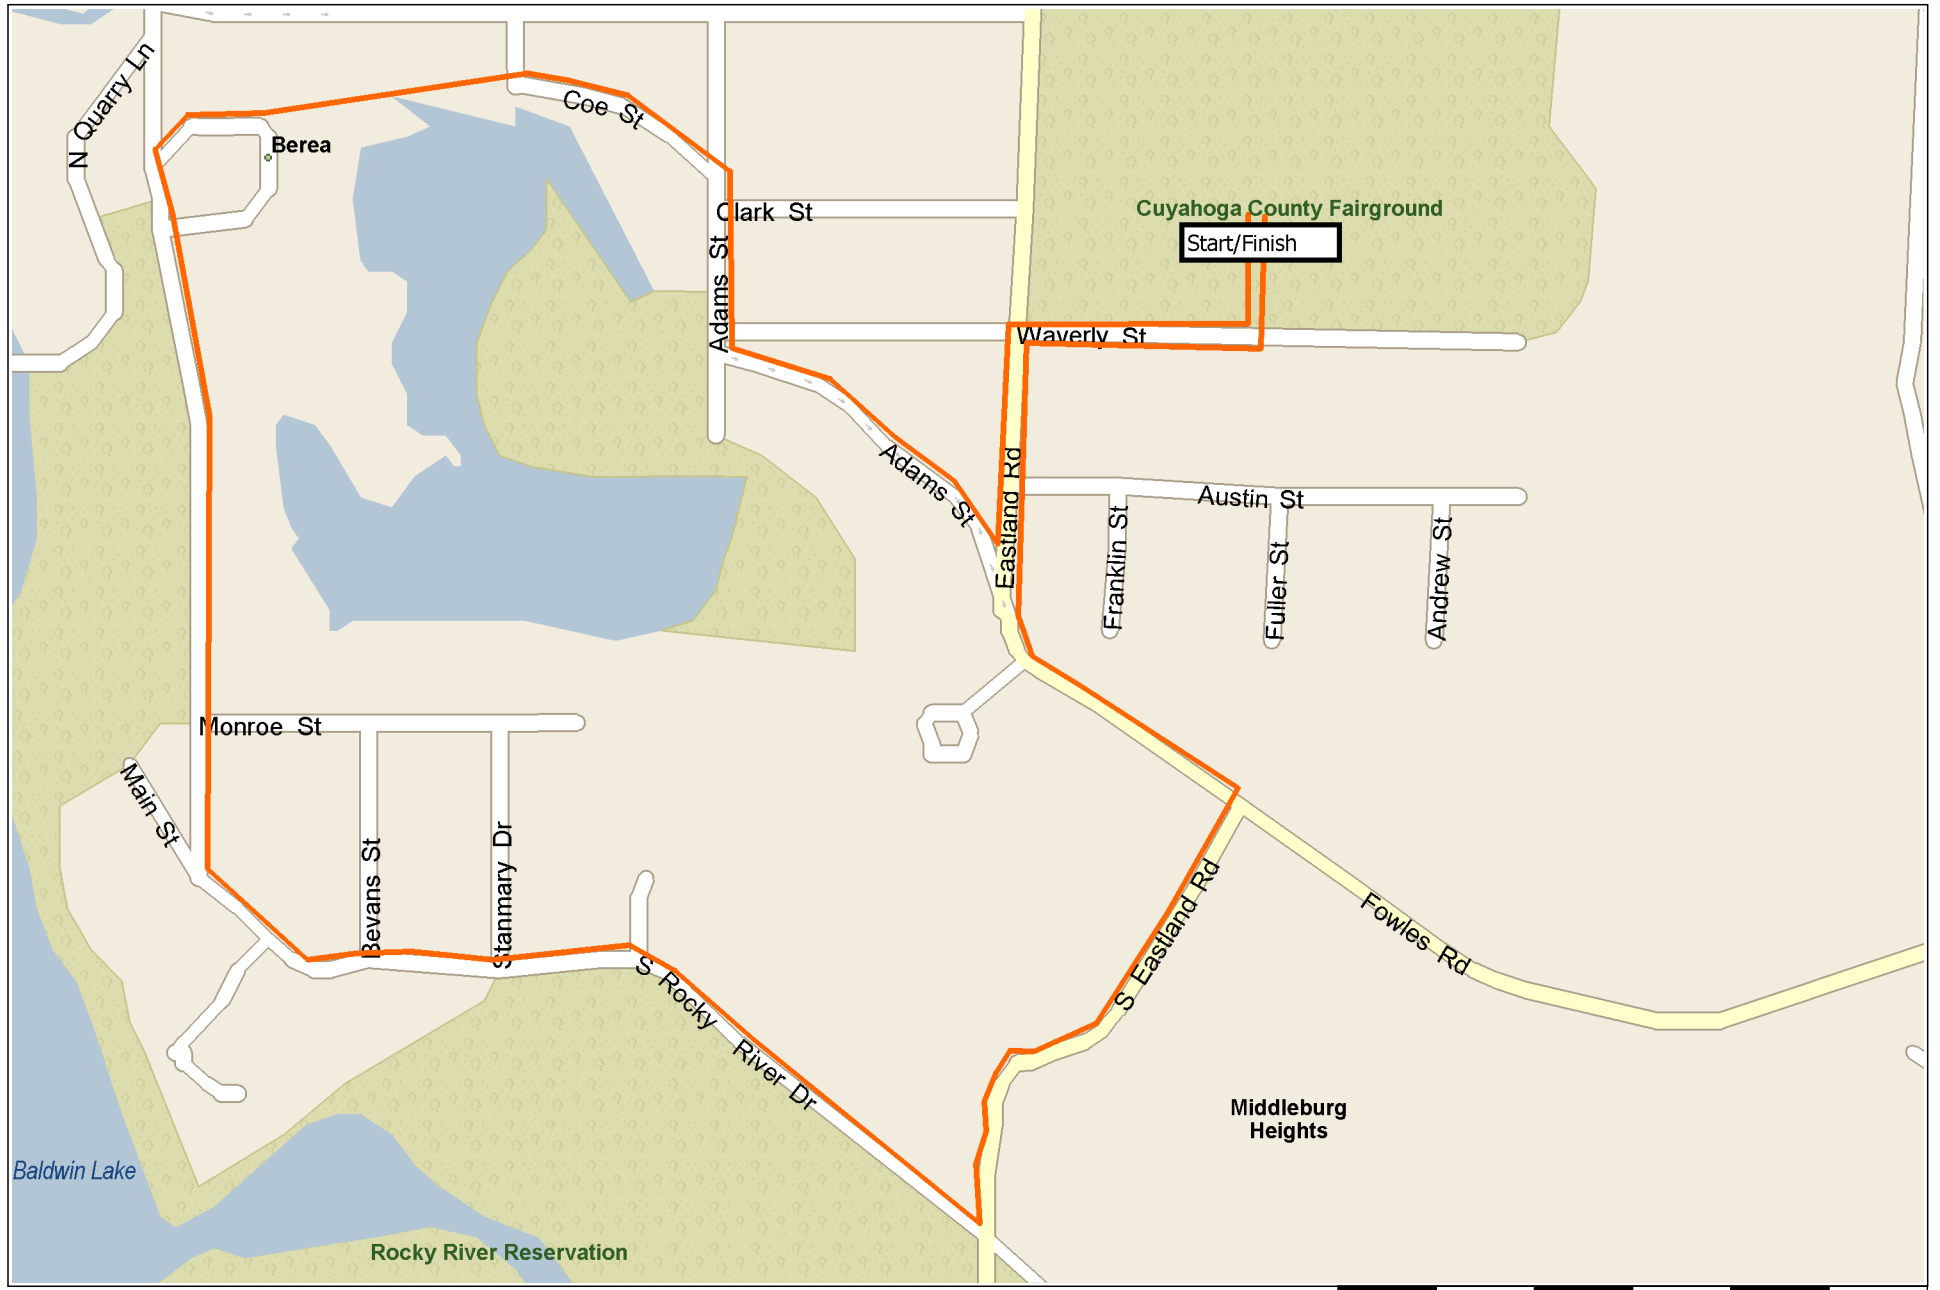 N Quarry Ln
Berea
Coe St
Clark St
Adams St
Cuyahoga County Fairground
Start/Finish
Waverly St
Eastland Rd
Adams St
Austin St
Franklin St
Fuller St
Andrew St
Monroe St
Main St
Bevans St
Stanmary Dr
S Rocky River Dr
S Eastland Rd
Fowles Rd
Middleburg
Heights
Baldwin Lake
Rocky River Reservation